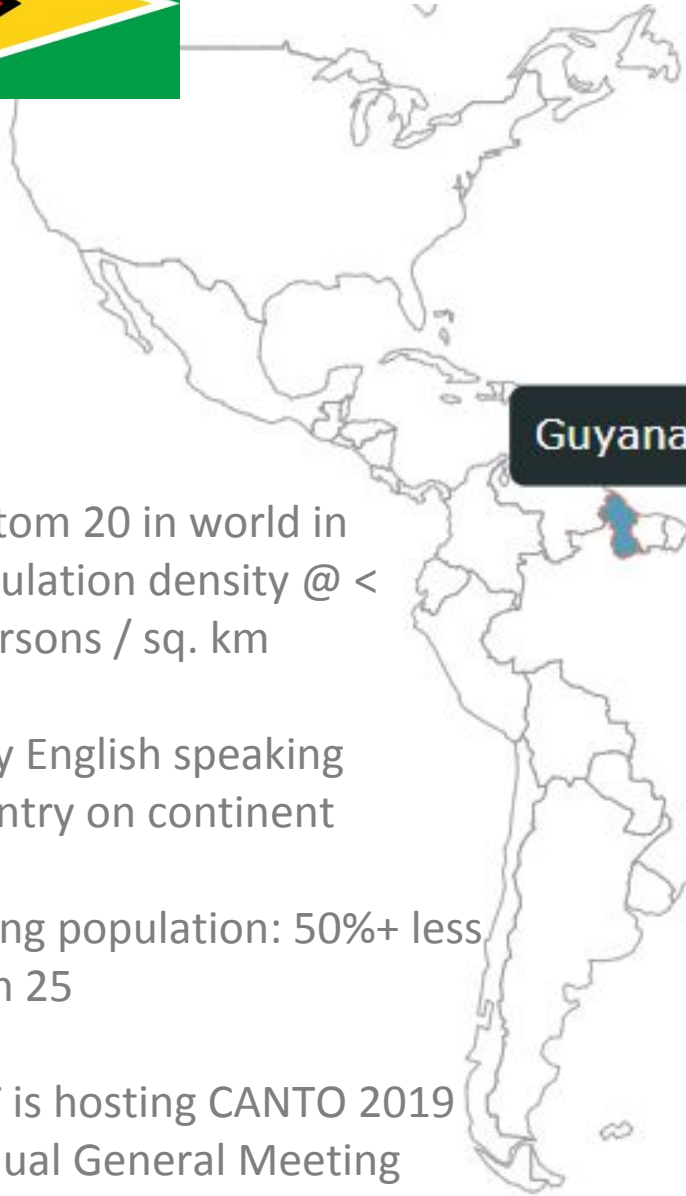 Guyana
tom 20 in world in
ulation density @ <
rsons / sq. km
y English speaking
ntry on continent
ng population: 50%+ less
n 25
is hosting CANTO 2019
ual General Meeting